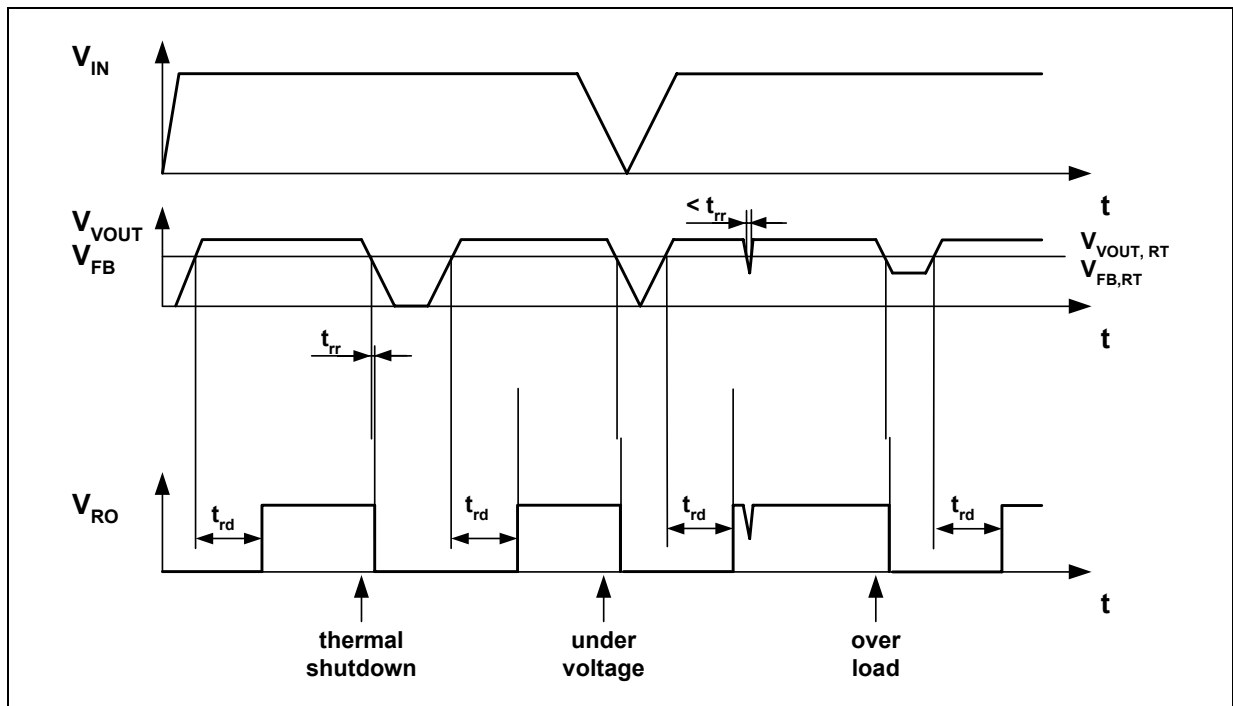 V_IN
t
V_VOUT
V_FB
< t_rr
V_VOUT, RT
V_FB,RT
t
t_rr
V_RO
t_rd
t_rd
t_rd
t_rd
t
thermal
shutdown
under
voltage
over
load